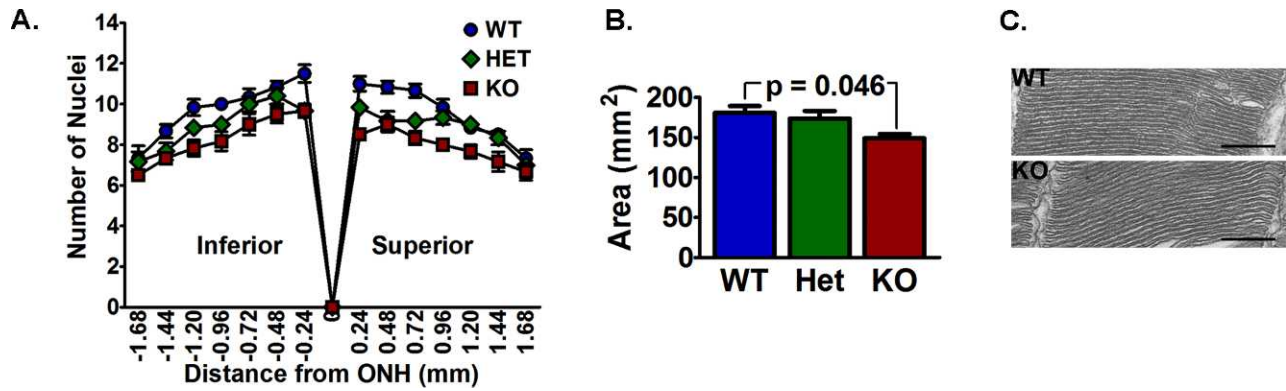 A.
Number of Nuclei
14
12
10
8
6
4
2
0
WT
HET
KO
Inferior
Superior
-1.68
-1.44
-1.20
-0.96
-0.72
-0.48
-0.24
0.24
0.48
0.72
0.96
1.20
1.44
1.68
Distance from ONH (mm)
B.
Area (mm²)
200
150
100
50
0
p = 0.046
WT
Het
KO
C.
WT
KO